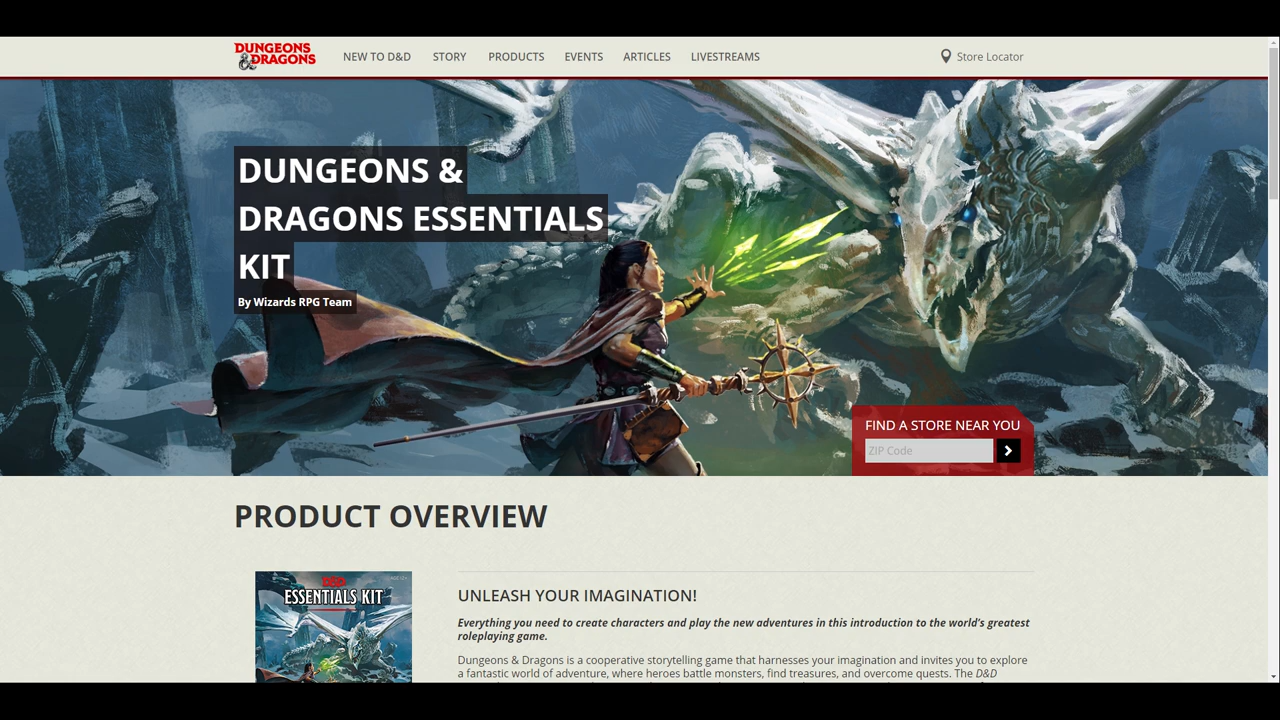 DUNGEONS
& DRAGONS
NEW TO D&D
STORY
PRODUCTS
EVENTS
ARTICLES
LIVESTREAMS
Store Locator
DUNGEONS &
DRAGONS ESSENTIALS
KIT
By Wizards RPG Team
FIND A STORE NEAR YOU
ZIP Code
PRODUCT OVERVIEW
D&D
ESSENTIALS KIT
UNLEASH YOUR IMAGINATION!
Everything you need to create characters and play the new adventures in this introduction to the world's greatest
roleplaying game.
Dungeons & Dragons is a cooperative storytelling game that harnesses your imagination and invites you to explore
a fantastic world of adventure, where heroes battle monsters, find treasures, and overcome quests. The D&D